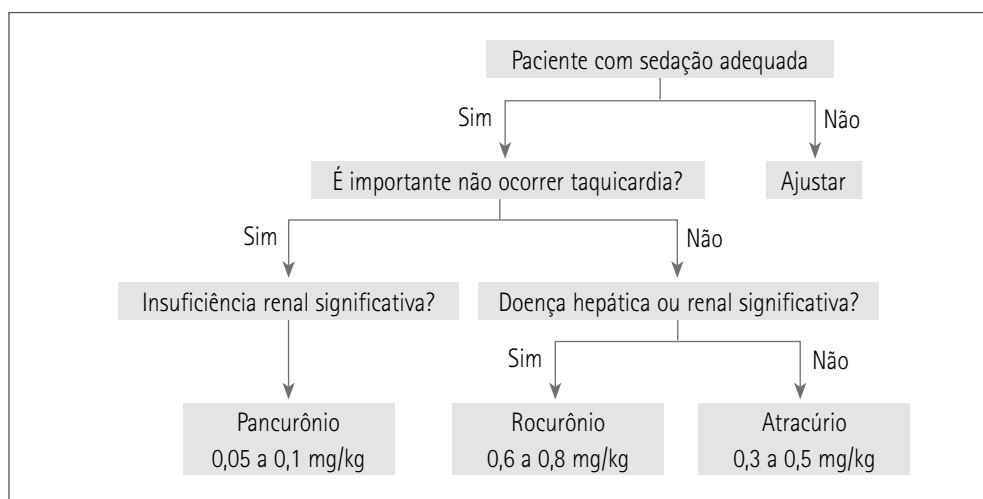 Paciente com sedação adequada
Sim
Não
É importante não ocorrer taquicardia?
Ajustar
Sim
Não
Insuficiência renal significativa?
Doença hepática ou renal significativa?
Sim
Não
Pancurônio
0,05 a 0,1 mg/kg
Rocurônio
0,6 a 0,8 mg/kg
Atracúrio
0,3 a 0,5 mg/kg